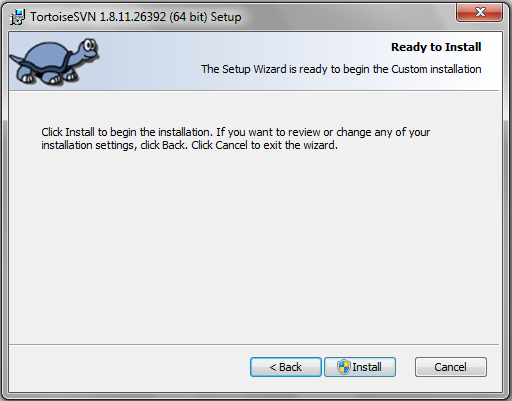 TortoiseSVN 1.8.11.26392 (64 bit) Setup
Ready to Install
The Setup Wizard is ready to begin the Custom installation
Click Install to begin the installation. If you want to review or change any of your
installation settings, click Back. Click Cancel to exit the wizard.
< Back Install Cancel